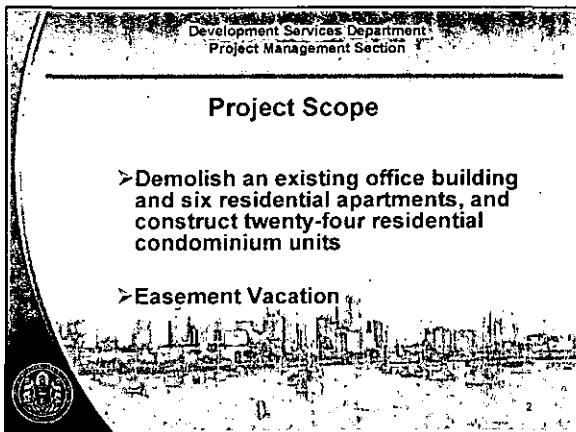 Development Services Department
Project Management Section
Project Scope
➢Demolish an existing office building
and six residential apartments, and
construct twenty-four residential
condominium units
➢Easement Vacation
2